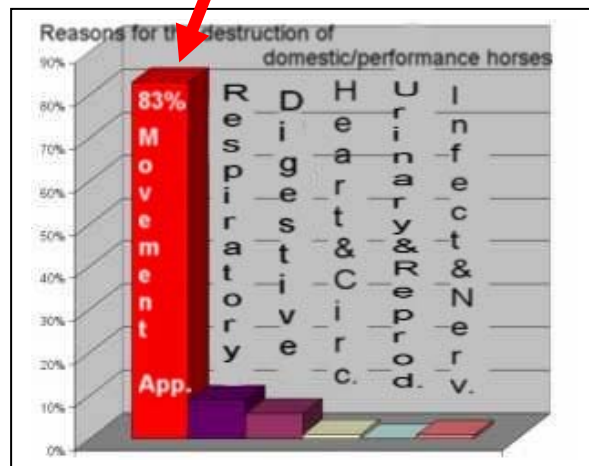 Reasons for the destruction of
domestic/performance horses
90%
80%
70%
60%
50%
40%
30%
20%
10%
0%
83%
Movement
App.
Respiratory
Digestive
Heart&Circ.
Urinary&Reprod.
Infect&Nerv.